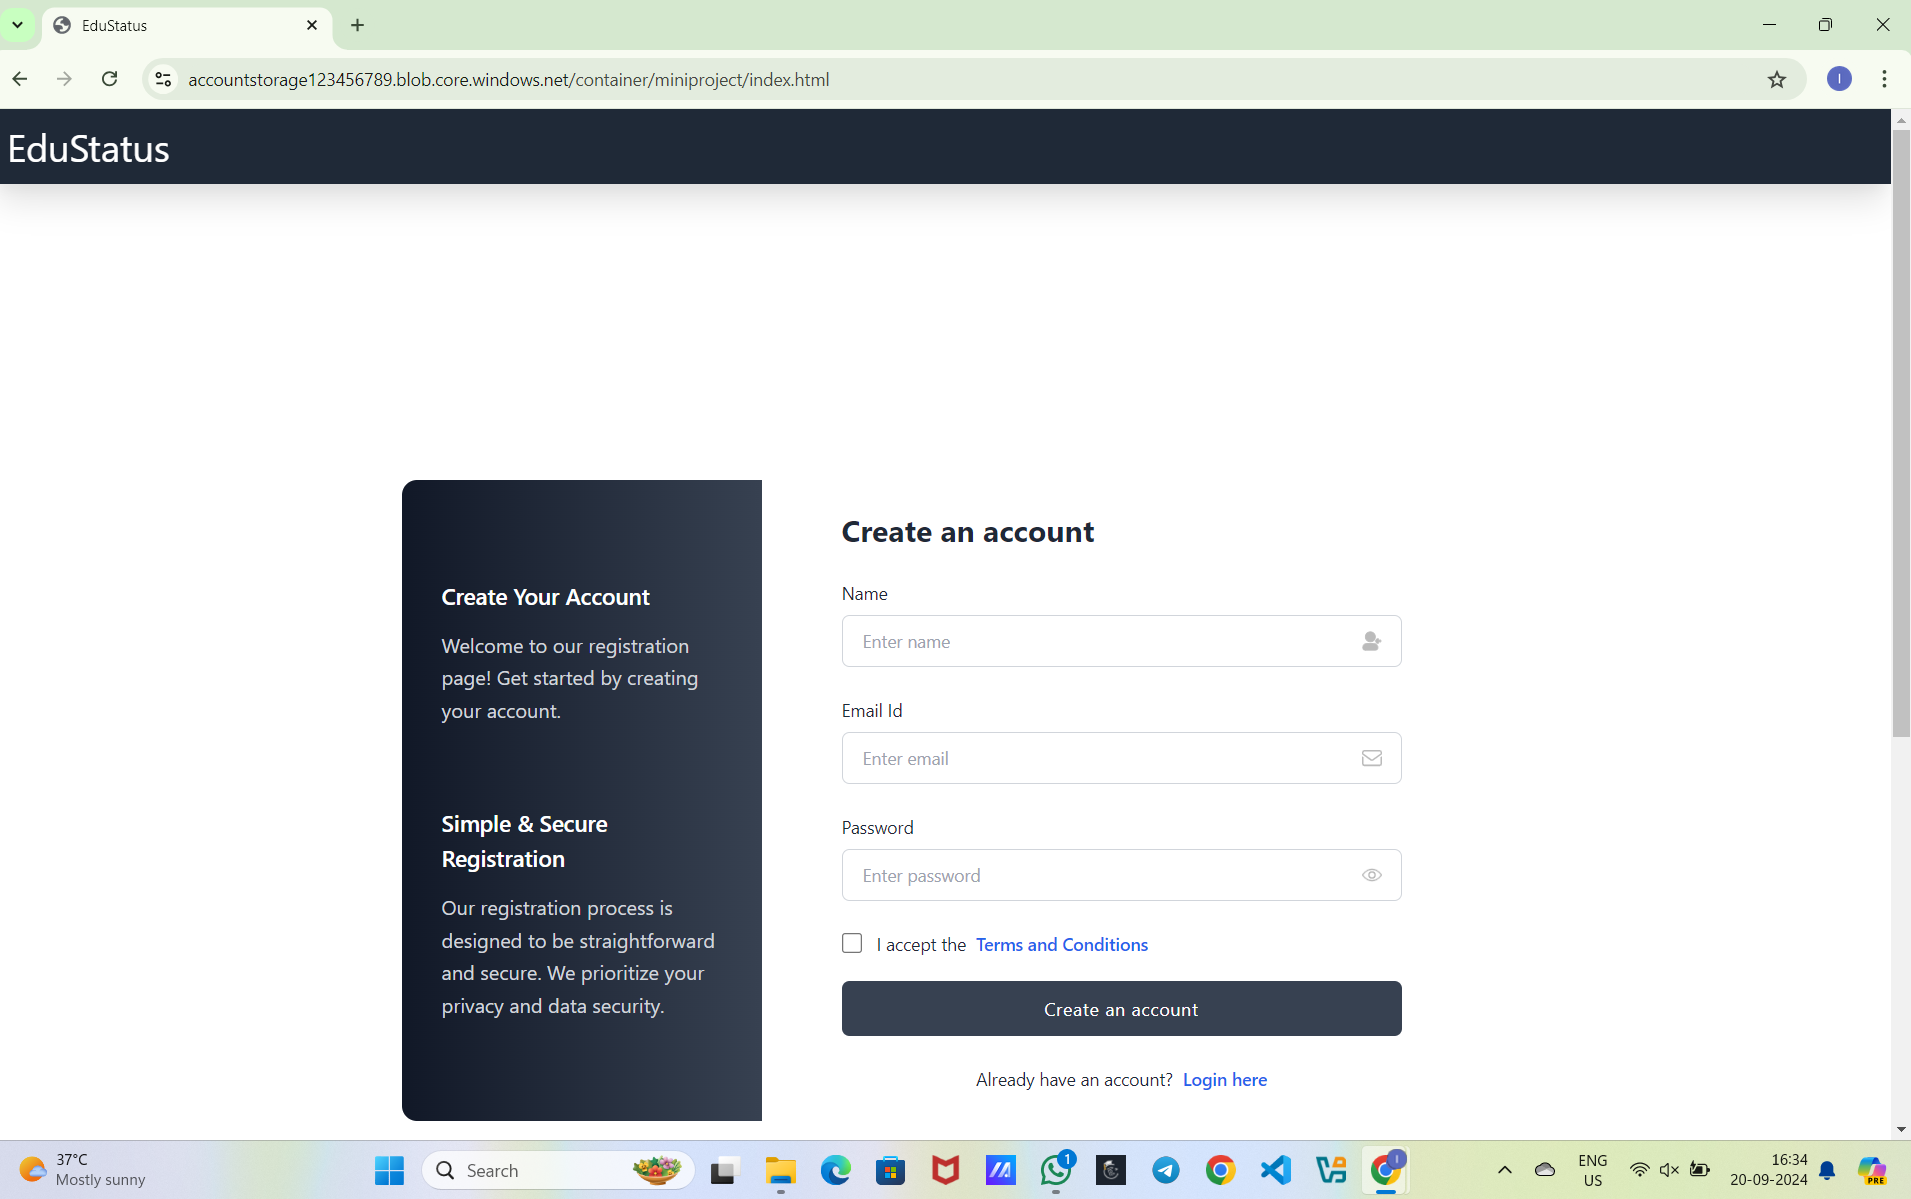 EduStatus
accountstorage123456789.blob.core.windows.net/container/miniproject/index.html
I
EduStatus
Create Your Account
Welcome to our registration
page! Get started by creating
your account.
Simple & Secure
Registration
Our registration process is
designed to be straightforward
and secure. We prioritize your
privacy and data security.
Create an account
Name
Enter name
Email Id
Enter email
Password
Enter password
I accept the Terms and Conditions
Create an account
Already have an account? Login here
37°C
Mostly sunny
Search
1
I
ENG
US
16:34
20-09-2024
PRE